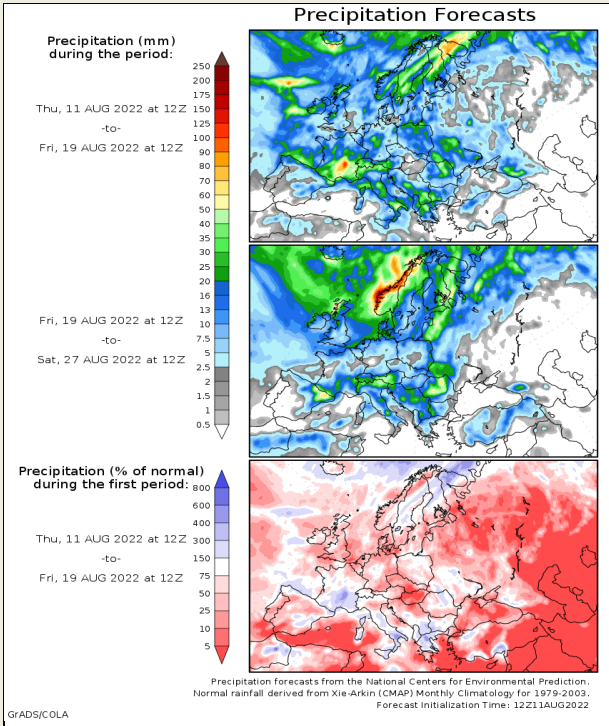 Precipitation Forecasts
Precipitation (mm)
during the period:
Thu, 11 AUG 2022 at 12Z
-to-
Fri, 19 AUG 2022 at 12Z
Fri, 19 AUG 2022 at 12Z
-to-
Sat, 27 AUG 2022 at 12Z
250
200
175
150
125
100
90
80
70
60
50
40
35
30
25
20
16
13
10
7.5
5
2.5
2
1.5
1
0.5
Precipitation (% of normal)
during the first period:
Thu, 11 AUG 2022 at 12Z
-to-
Fri, 19 AUG 2022 at 12Z
800
600
400
300
150
75
50
25
10
5
Precipitation forecasts from the National Centers for Environmental Prediction.
Normal rainfall derived from Xie-Arkin (CMAP) Monthly Climatology for 1979-2003.
Forecast Initialization Time: 12Z11AUG2022
GrADS/COLA